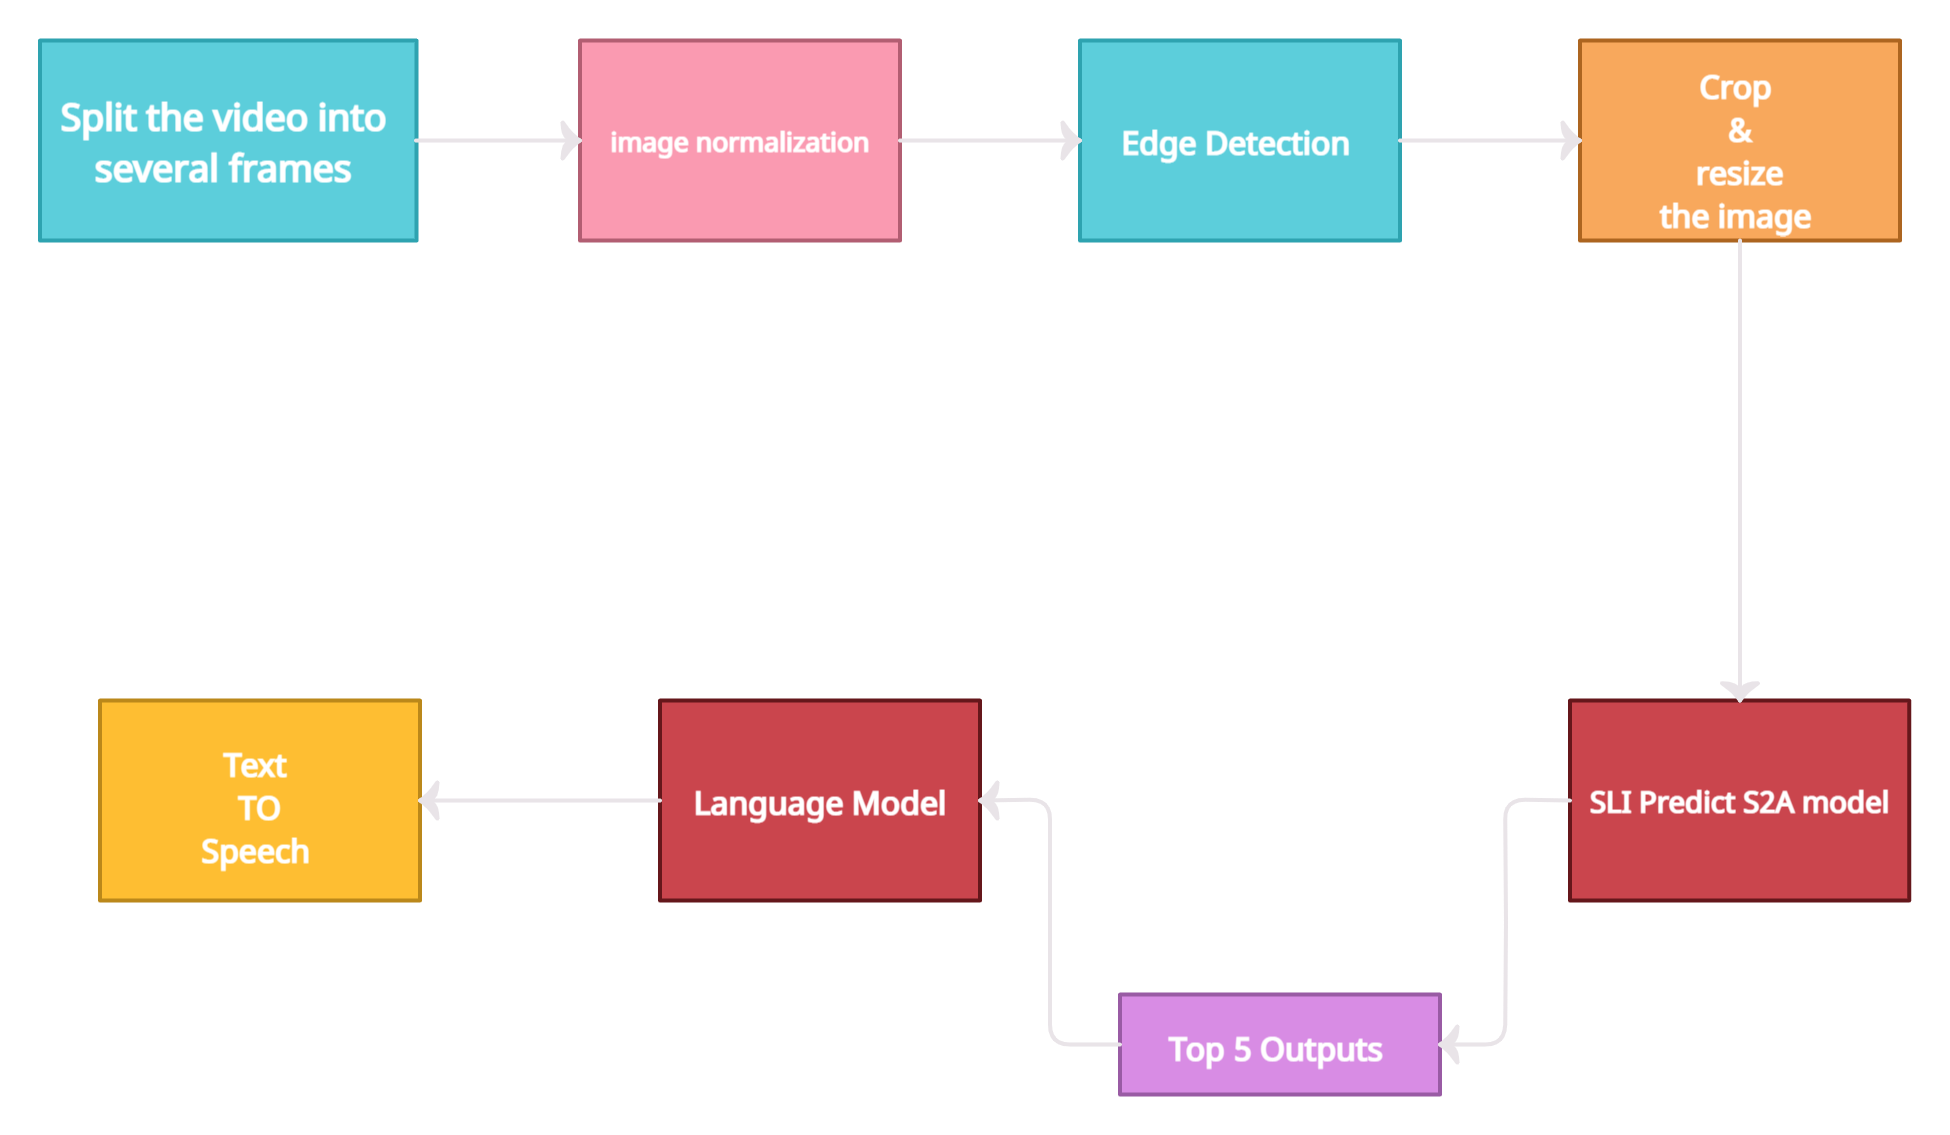 Split the video into
several frames
image normalization
Edge Detection
Crop
&
resize
the image
SLI Predict S2A model
Top 5 Outputs
Language Model
Text
TO
Speech